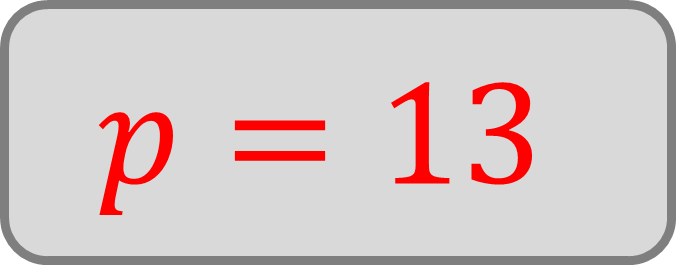 p = 13